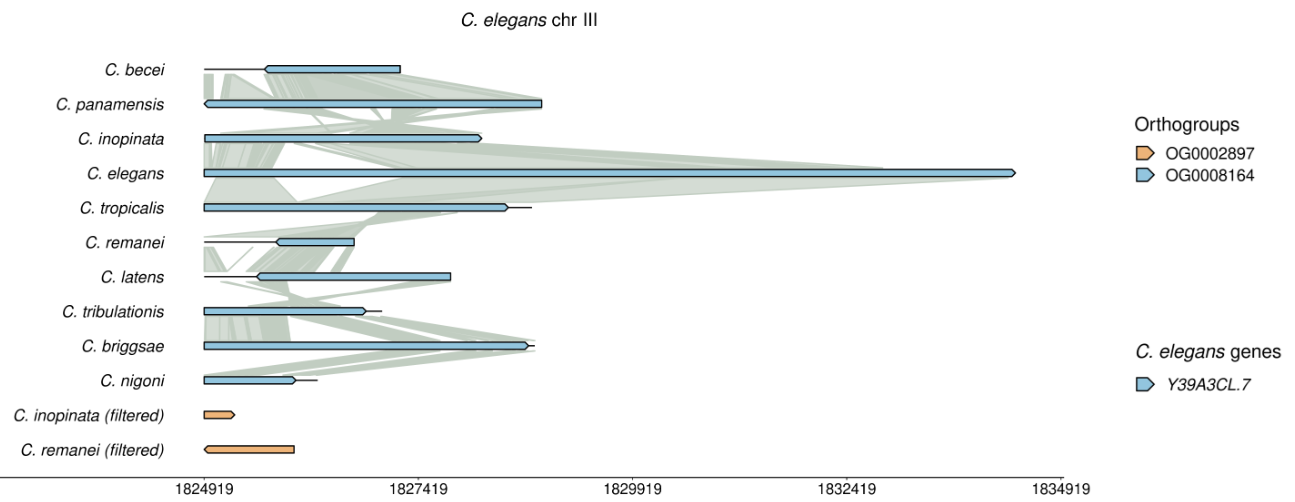 C. elegans chr III
C. becei
C. panamensis
C. inopinata
C. elegans
C. tropicalis
C. remanei
C. latens
C. tribulationis
C. briggsae
C. nigoni
C. inopinata (filtered)
C. remanei (filtered)
1824919 1827419 1829919 1832419 1834919
Orthogroups
OG0002897
OG0008164
C. elegans genes
Y39A3CL.7